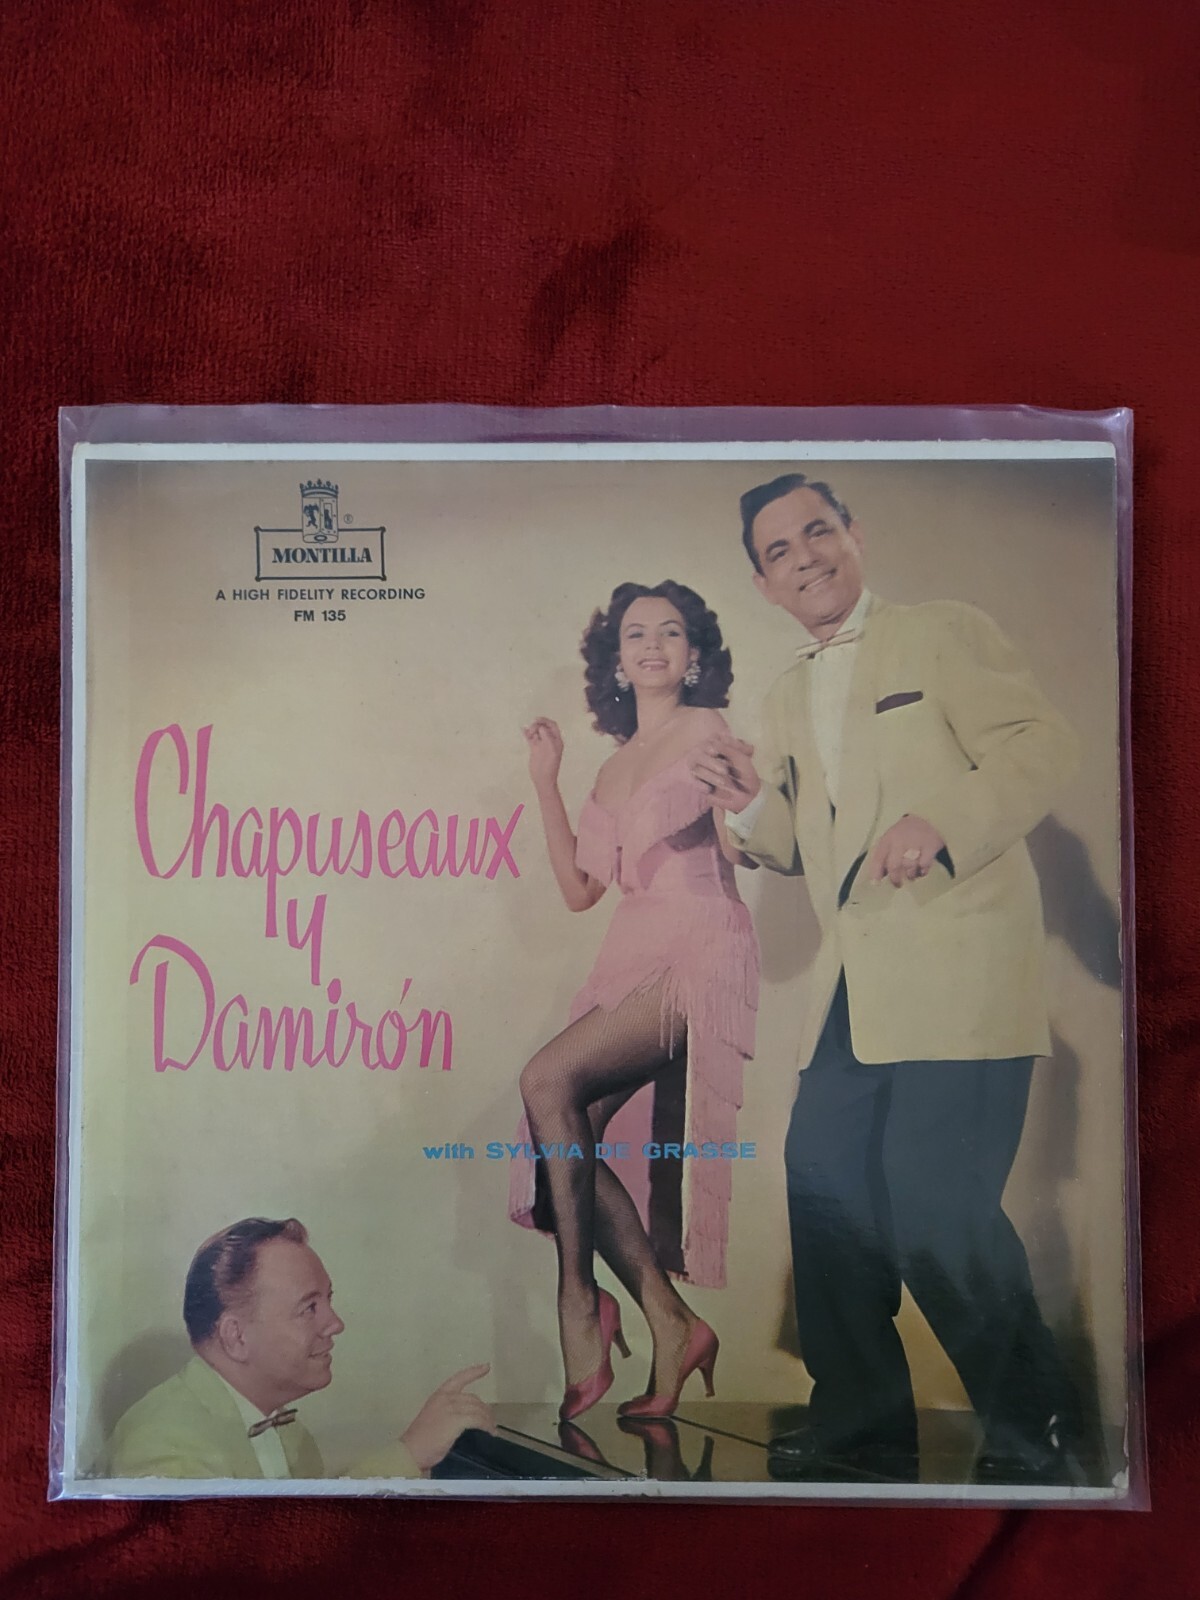 MONTILLA ®
A HIGH FIDELITY RECORDING
FM 135
Chapuseaux
y
Damirón
with SYLVIA DE GRASSE